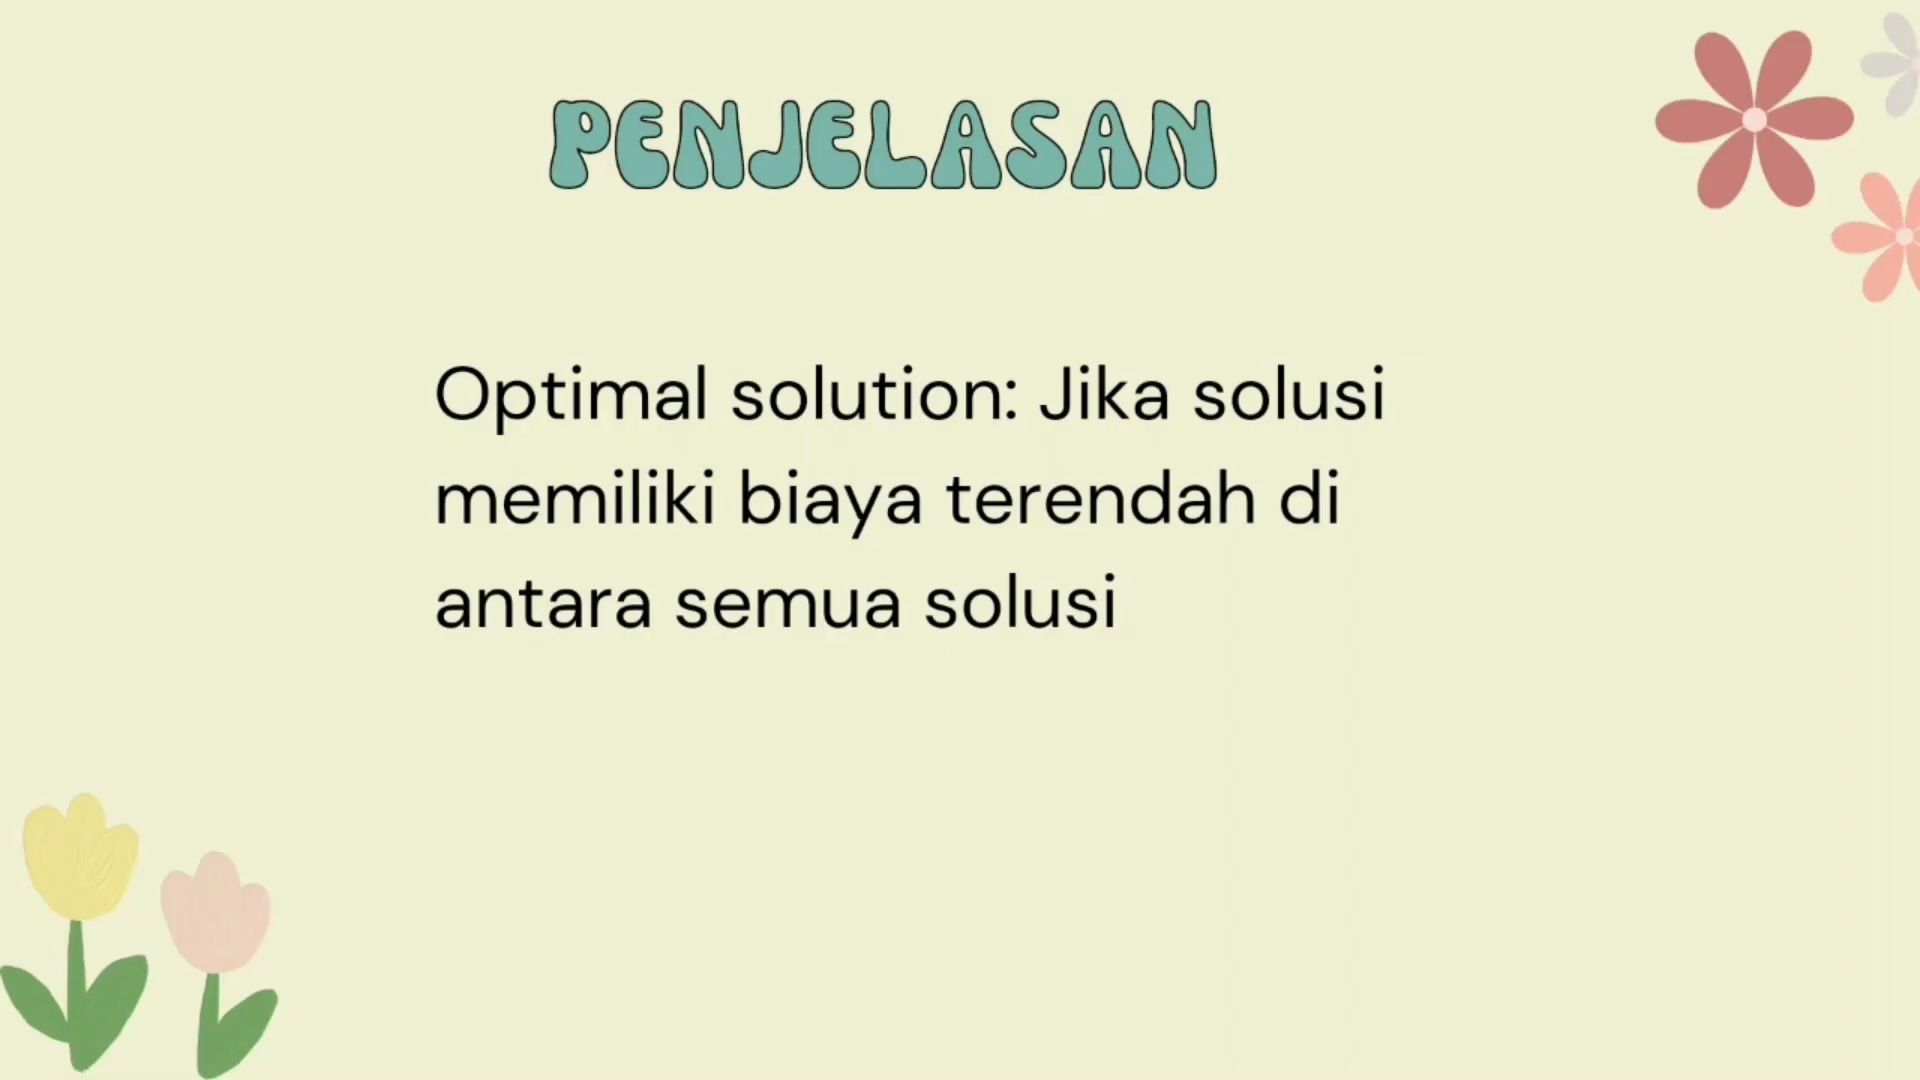 PENJELASAN
Optimal solution: Jika solusi
memiliki biaya terendah di
antara semua solusi